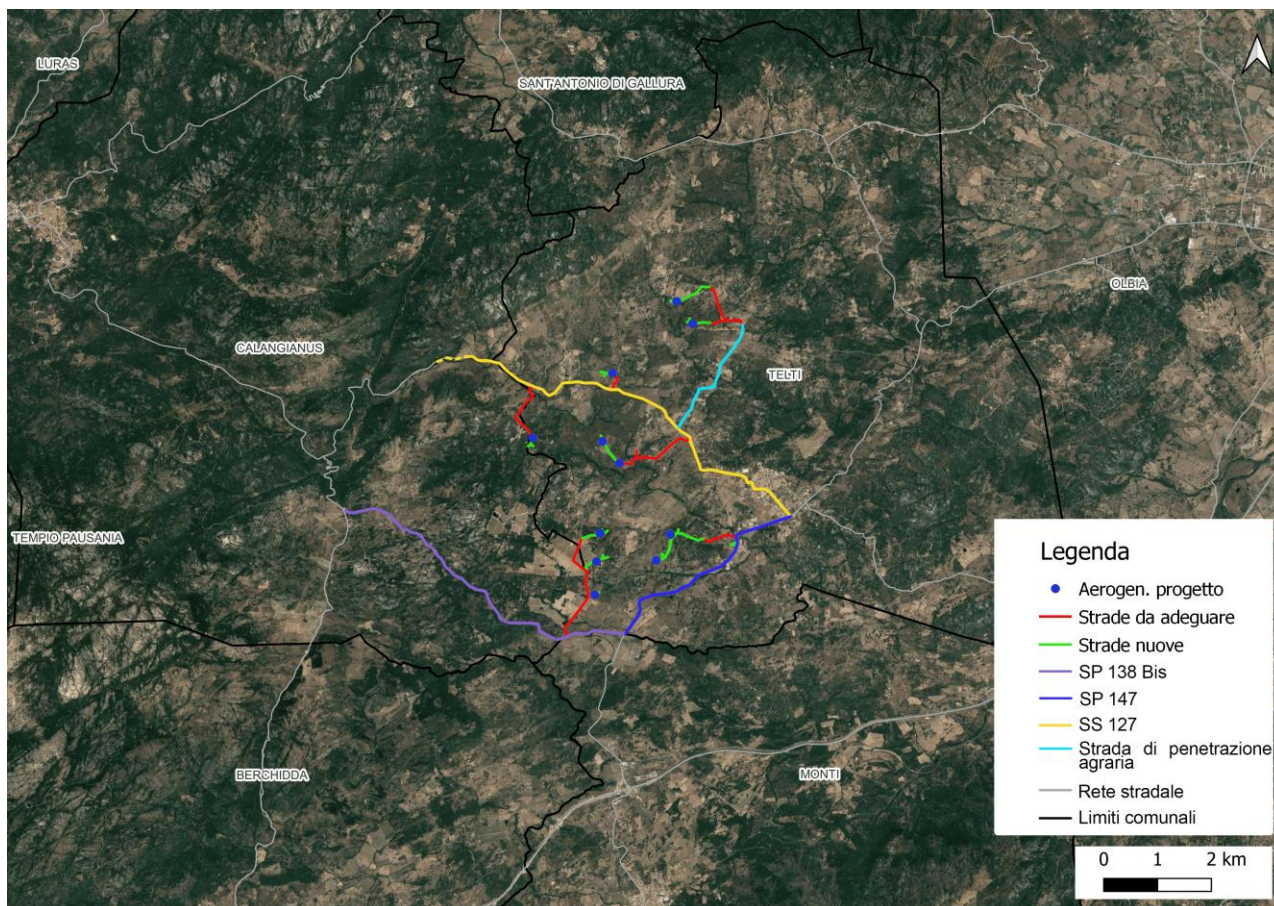 LURAS
SANT'ANTONIO DI GALLURA
OLBIA
CALANGIANUS
TELTI
TEMPIO PAUSANIA
BERCHIDDA
MONTI
Legenda
Aerogen. progetto
Strade da adeguare
Strade nuove
SP 138 Bis
SP 147
SS 127
Strada di penetrazione
agraria
Rete stradale
Limiti comunali
0 1 2 km